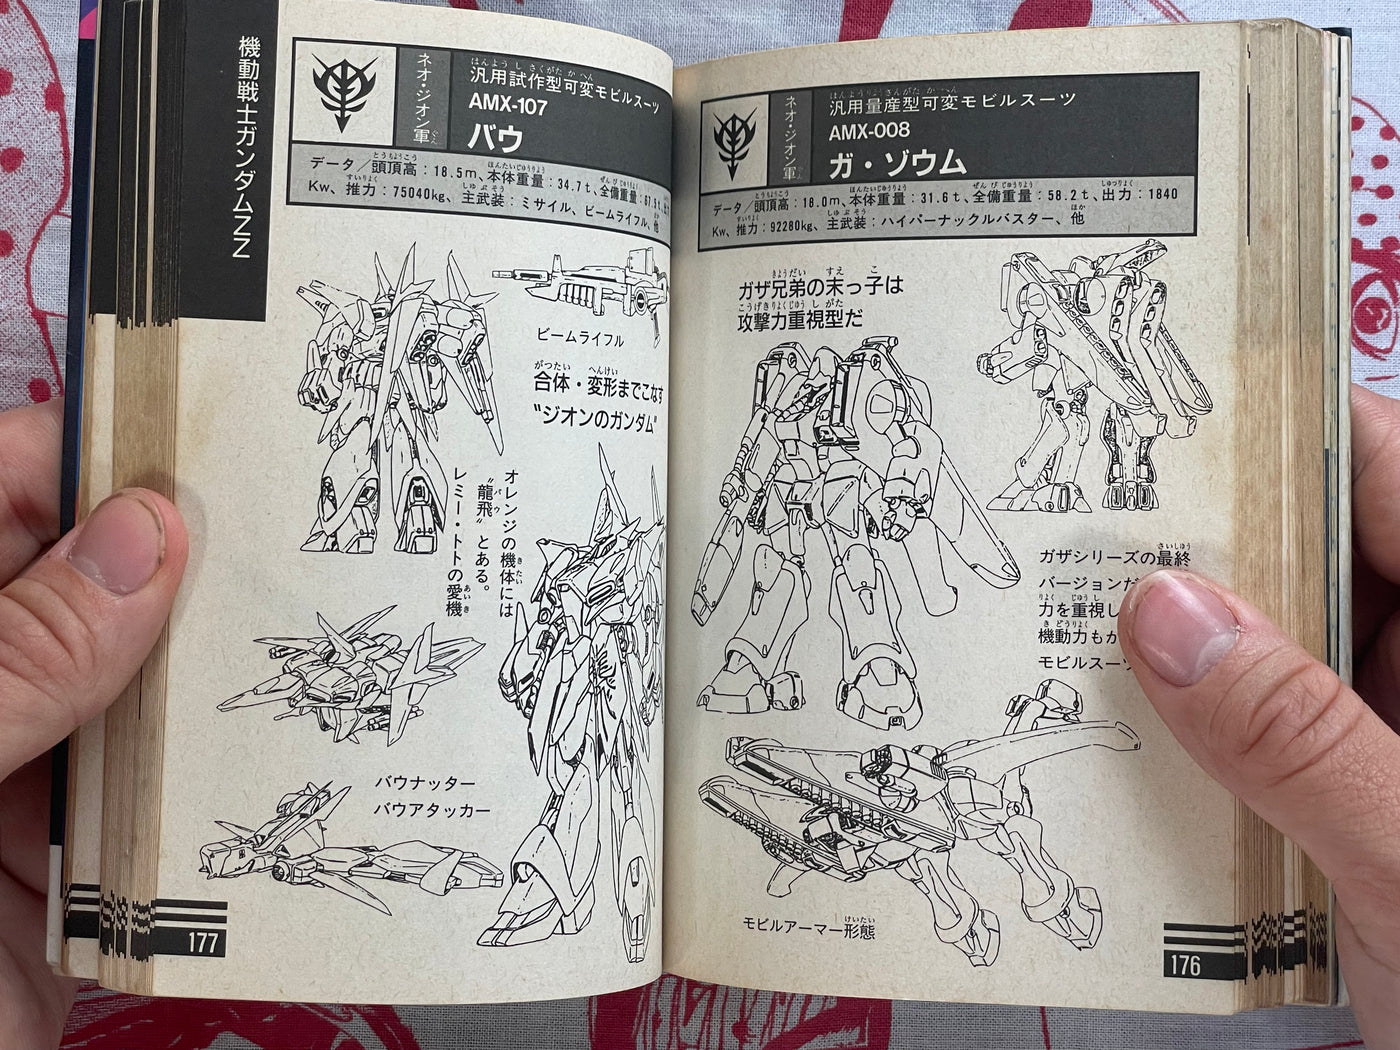 汎用量産型可変モビルスーツ
ネオ・ジオン軍
AMX-008
ガ・ゾウム
データ／頭頂高：18.0m、本体重量：31.6t、全備重量：58.2t、出力：1840
Kw、推力：92280kg、主武装：ハイパーナックルバスター、他
ガザ兄弟の末っ子は
攻撃力重視型だ
ガザシリーズの最終
バージョンだ
力を重視し
機動力もか
モビルスーツ
モビルアーマー形態
176
機動戦士ガンダムZZ
汎用試作型可変モビルスーツ
ネオ・ジオン軍
AMX-107
バウ
データ／頭頂高：18.5m、本体重量：34.7t、全備重量：
Kw、推力：75040kg、主武装：ミサイル、ビームライフル、他
ビームライフル
合体・変形までこなす
“ジオンのガンダム”
オレンジの機体には
“龍飛”とある。
レミー・トトの愛機
バウナッター
バウアタッカー
177